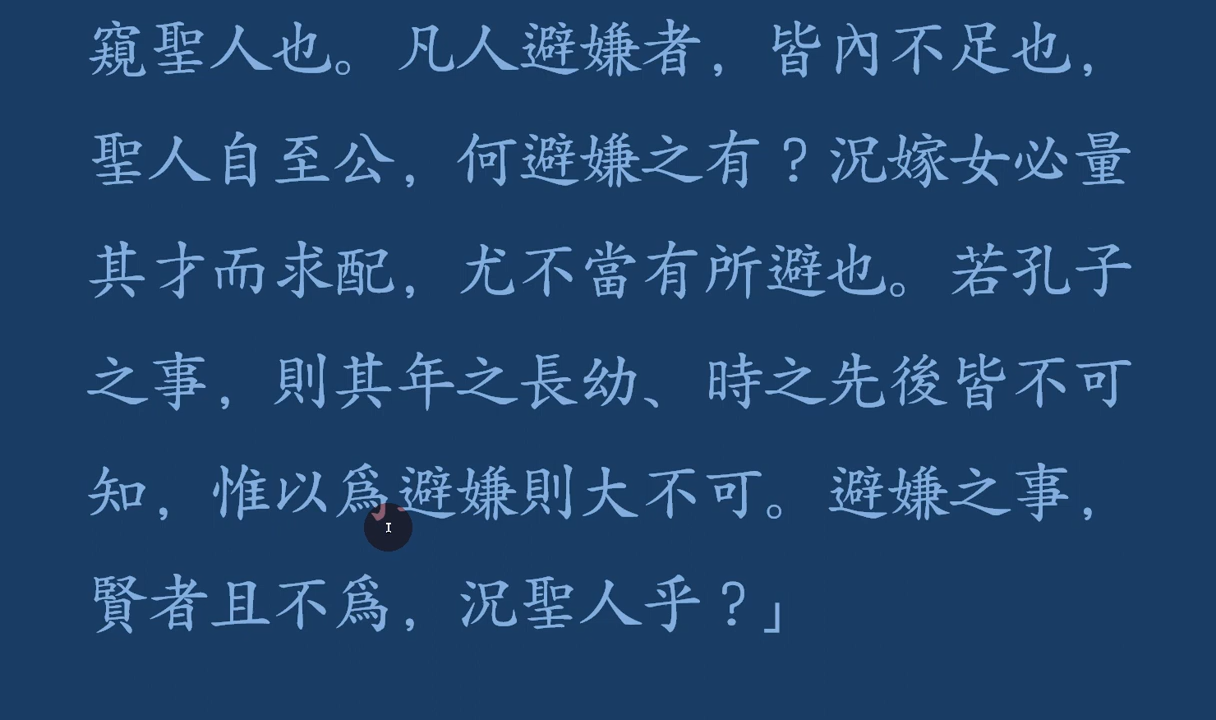 窺聖人也。凡人避嫌者，皆內不足也，
聖人自至公，何避嫌之有？況嫁女必量
其才而求配，尤不當有所避也。若孔子
之事，則其年之長幼、時之先後皆不可
知，惟以爲避嫌則大不可。避嫌之事，
賢者且不爲，況聖人乎？」